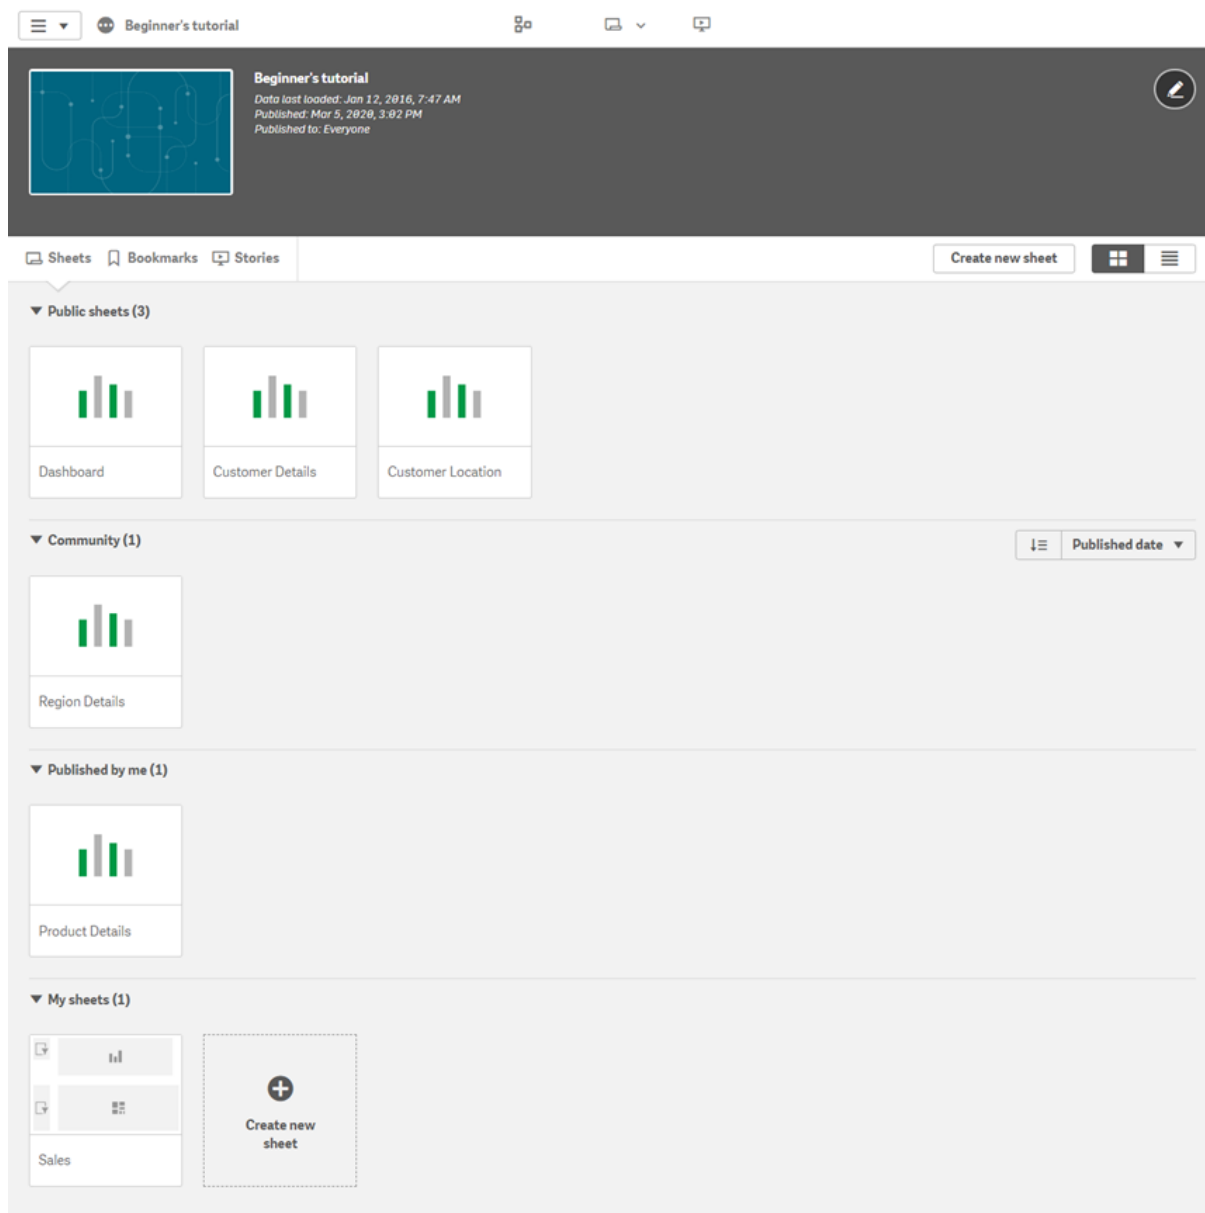 Beginner's tutorial
Beginner's tutorial
Data last loaded: Jan 12, 2016, 7:47 AM
Published: Mar 5, 2020, 3:02 PM
Published to: Everyone
Sheets Bookmarks Stories Create new sheet
Public sheets (3)
Dashboard Customer Details Customer Location
Community (1) Published date
Region Details
Published by me (1)
Product Details
My sheets (1)
Create new
sheet
Sales